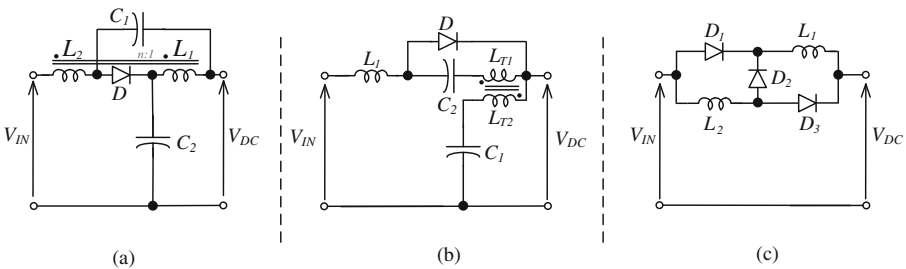 C1
L2 n:1 L1
D
C2
VIN
VDC
(a)
D
L1
LT1
C2
LT2
C1
VIN
VDC
(b)
D1
L1
D2
L2
D3
VIN
VDC
(c)